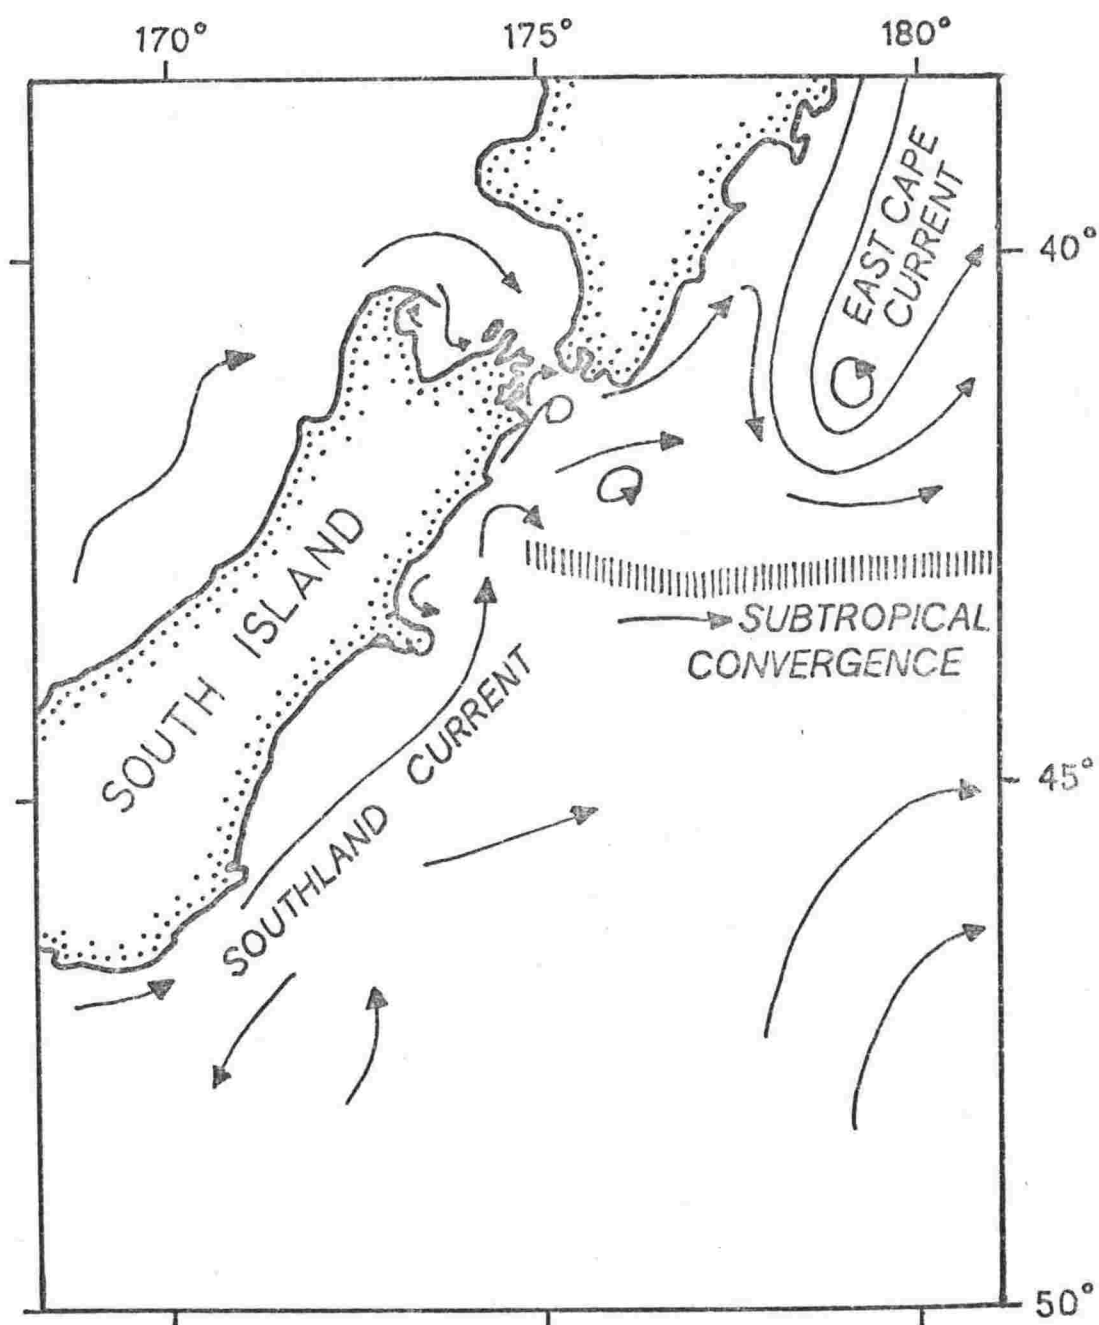 170° 175° 180°
EAST CAPE
CURRENT
40°
SOUTH ISLAND
SUBTROPICAL
CONVERGENCE
SOUTHLAND CURRENT
45°
50°